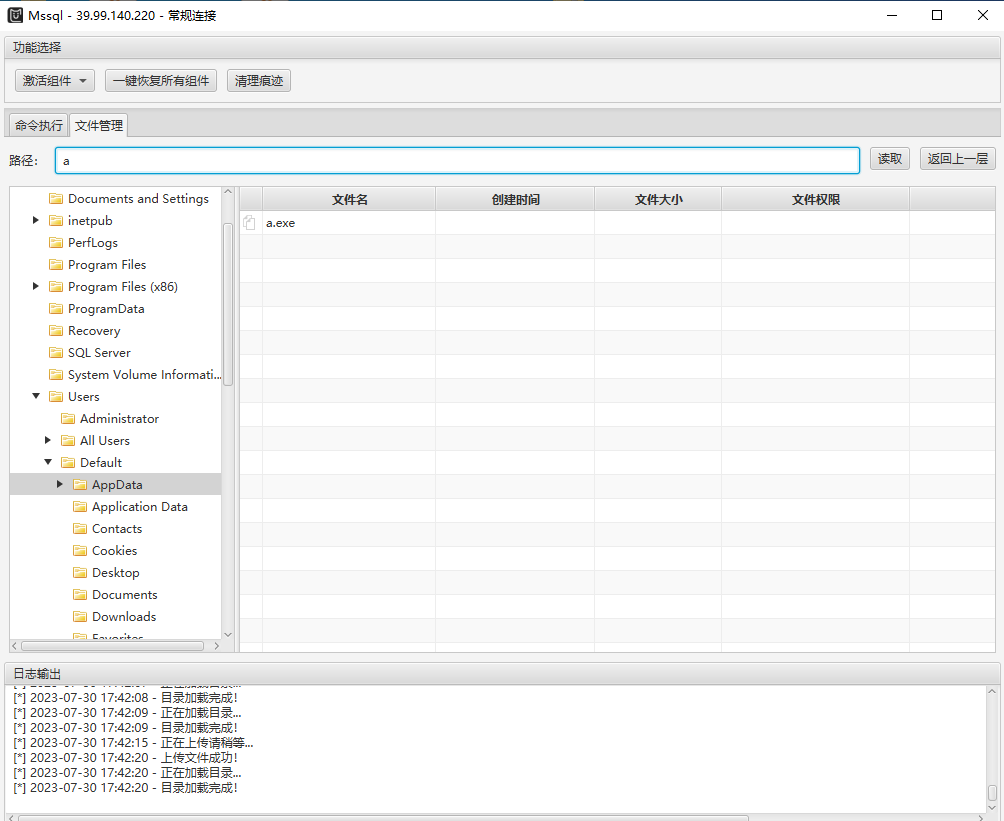 Mssql - 39.99.140.220 - 常规连接
功能选择
激活组件 一键恢复所有组件 清理痕迹
命令执行 文件管理
路径： a 读取 返回上一层
文件名 创建时间 文件大小 文件权限
a.exe
Documents and Settings
inetpub
PerfLogs
Program Files
Program Files (x86)
ProgramData
Recovery
SQL Server
System Volume Informati...
Users
Administrator
All Users
Default
AppData
Application Data
Contacts
Cookies
Desktop
Documents
Downloads
Favorites
日志输出
[*] 2023-07-30 17:42:08 - 目录加载完成!
[*] 2023-07-30 17:42:09 - 正在加载目录...
[*] 2023-07-30 17:42:09 - 目录加载完成!
[*] 2023-07-30 17:42:15 - 正在上传请稍等...
[*] 2023-07-30 17:42:20 - 上传文件成功!
[*] 2023-07-30 17:42:20 - 正在加载目录...
[*] 2023-07-30 17:42:20 - 目录加载完成!